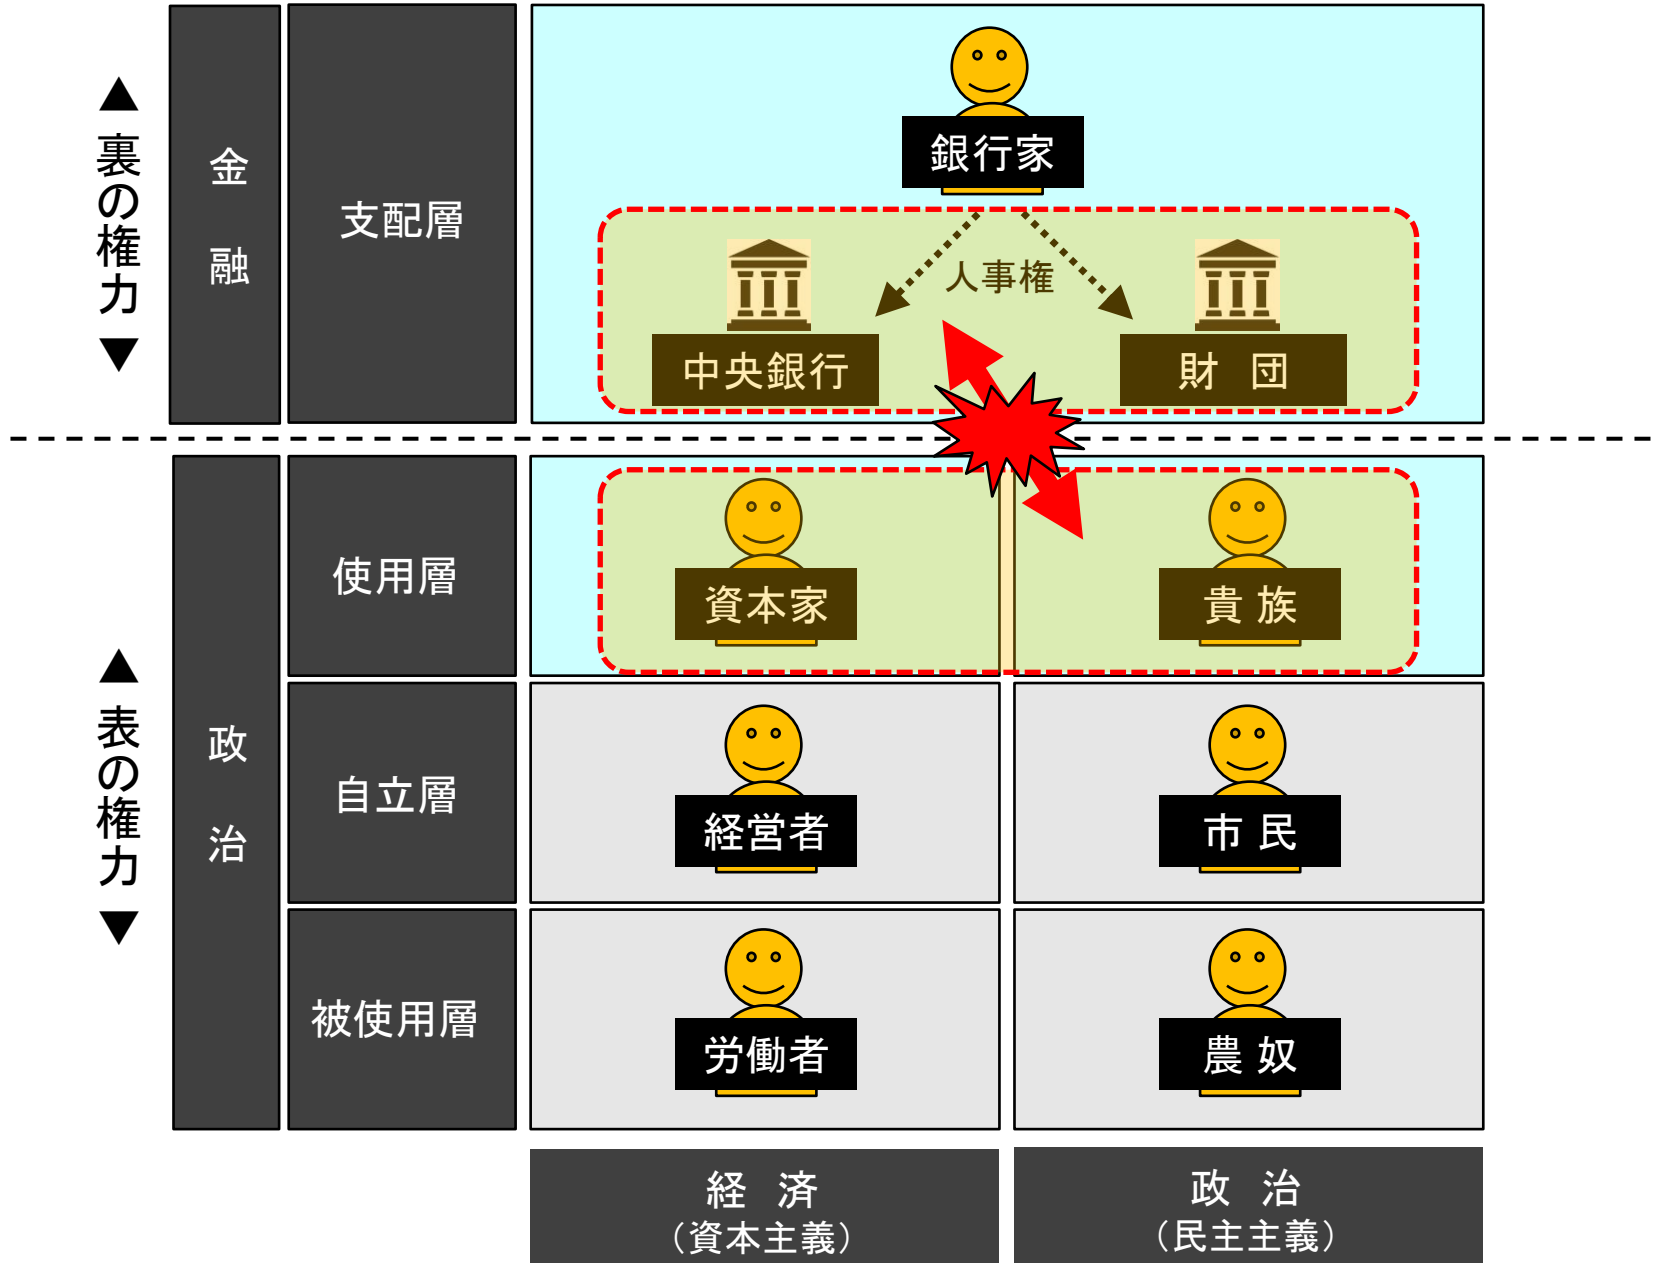 ▲裏の権力▼
金融
支配層
銀行家
人事権
中央銀行
財団
▲表の権力▼
政治
使用層
資本家
貴族
自立層
経営者
市民
被使用層
労働者
農奴
経済
（資本主義）
政治
（民主主義）